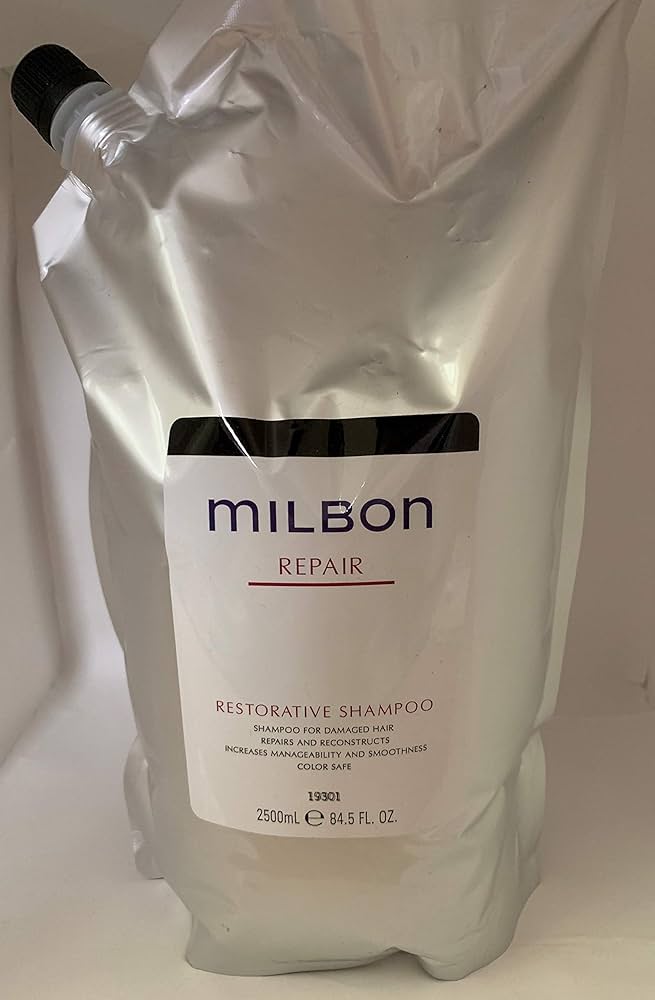 MILBON
REPAIR
RESTORATIVE SHAMPOO
SHAMPOO FOR DAMAGED HAIR
REPAIRS AND RECONSTRUCTS
INCREASES MANAGEABILITY AND SMOOTHNESS
COLOR SAFE
19301
2500mL ℮ 84.5 FL. OZ.